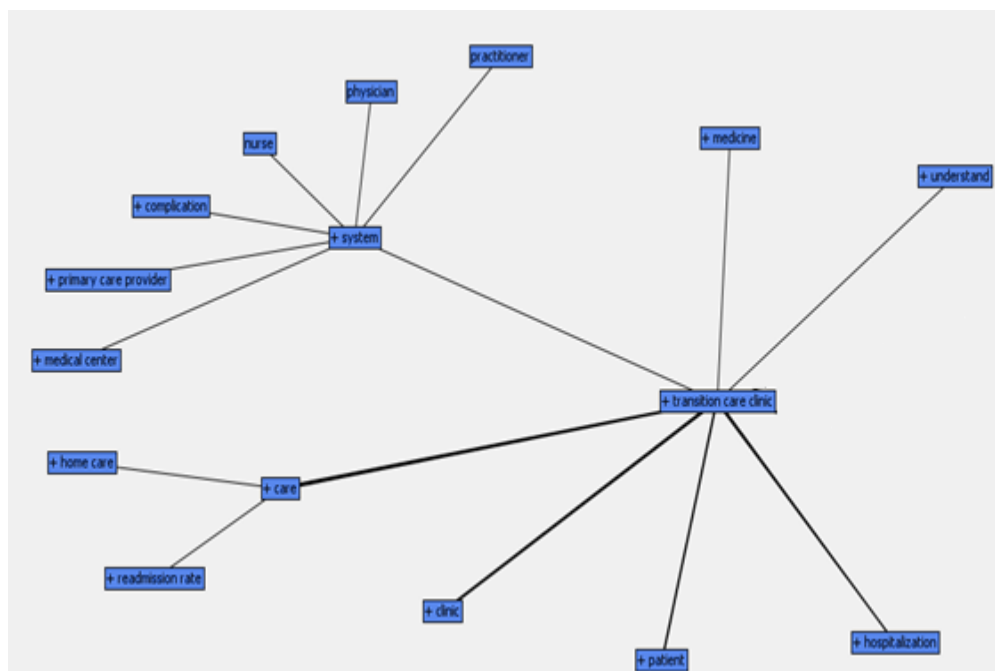 practitioner
physician
nurse
+ medicine
+ understand
+ complication
+ system
+ primary care provider
+ medical center
+ transition care clinic
+ home care
+ care
+ readmission rate
+ clinic
+ hospitalization
+ patient